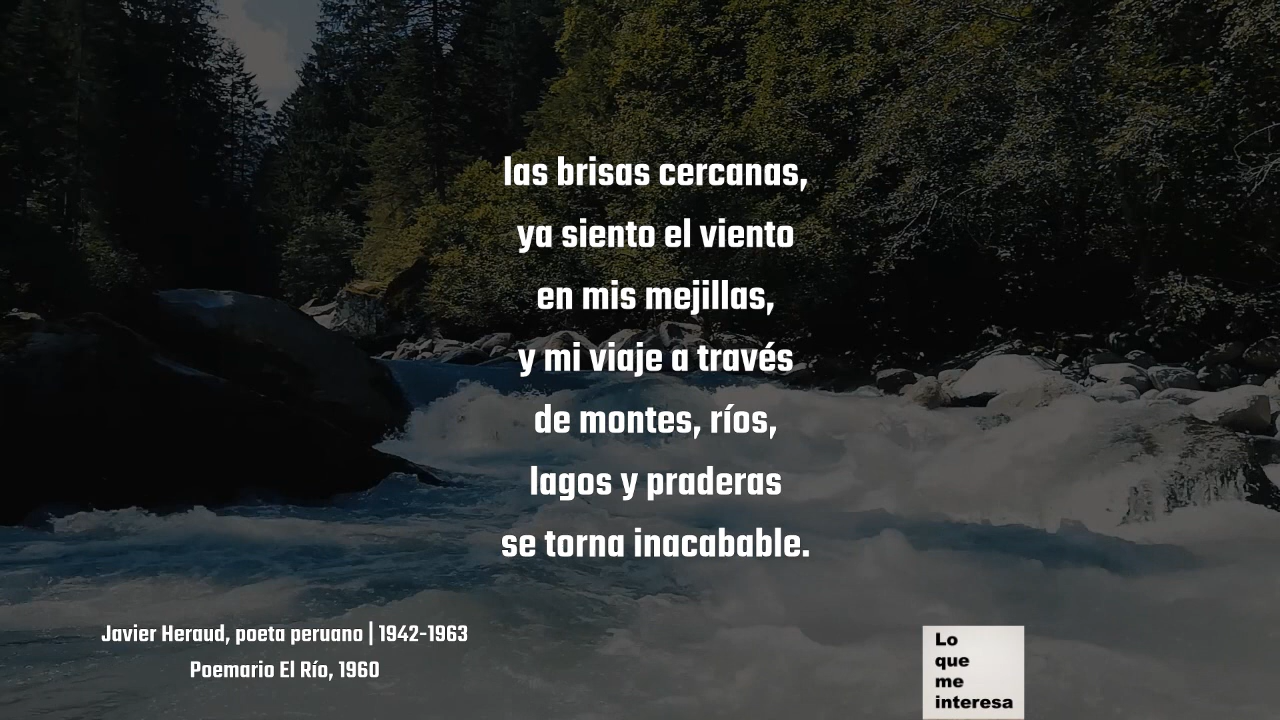 las brisas cercanas,
ya siento el viento
en mis mejillas,
y mi viaje a través
de montes, ríos,
lagos y praderas
se torna inacabable.
Javier Heraud, poeta peruano | 1942-1963
Poemario El Río, 1960
Lo
que
me
interesa